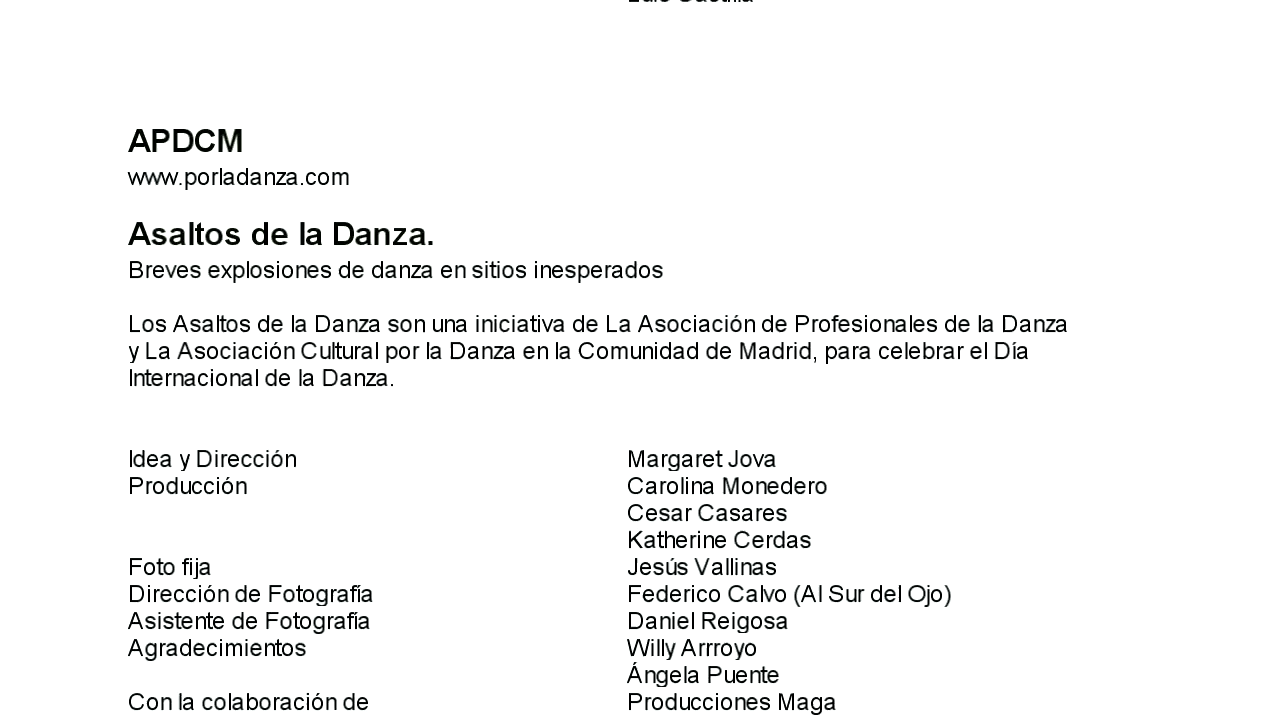 APDCM
www.porladanza.com
Asaltos de la Danza.
Breves explosiones de danza en sitios inesperados
Los Asaltos de la Danza son una iniciativa de La Asociación de Profesionales de la Danza
y La Asociación Cultural por la Danza en la Comunidad de Madrid, para celebrar el Día
Internacional de la Danza.
Idea y Dirección Margaret Jova
Producción Carolina Monedero
Cesar Casares
Katherine Cerdas
Foto fija Jesús Vallinas
Dirección de Fotografía Federico Calvo (Al Sur del Ojo)
Asistente de Fotografía Daniel Reigosa
Agradecimientos Willy Arrroyo
Ángela Puente
Con la colaboración de Producciones Maga